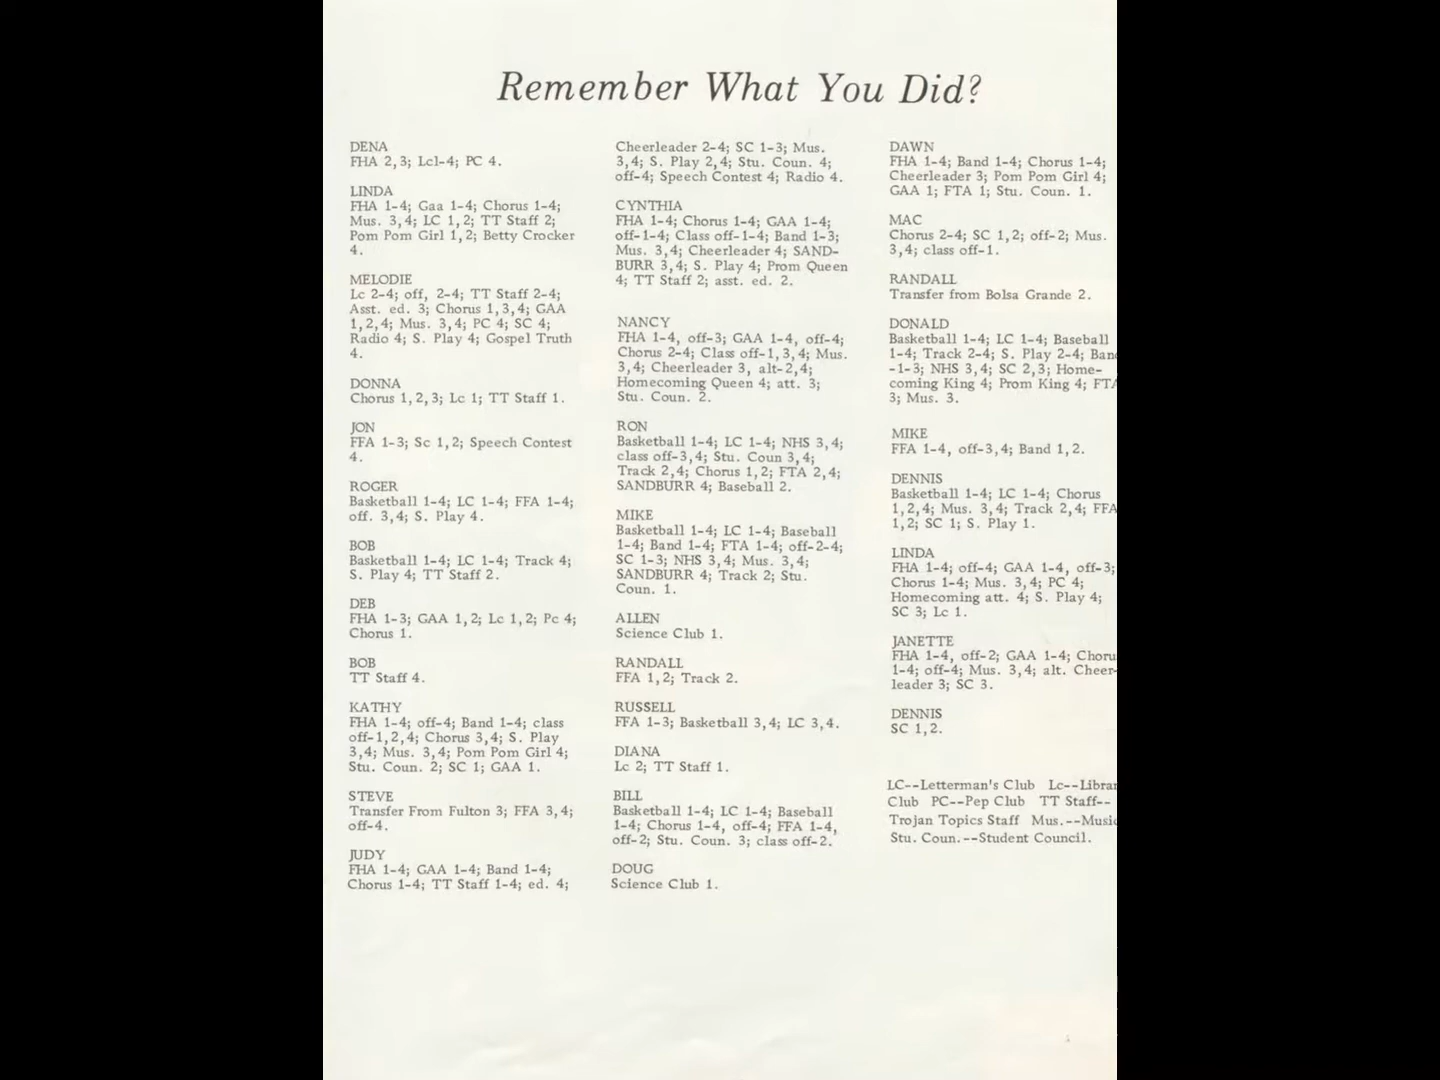 Remember What You Did?
DENA
FHA 2,3; Lcl-4; PC 4.
LINDA
FHA 1-4; Gaa 1-4; Chorus 1-4;
Mus. 3,4; LC 1,2; TT Staff 2;
Pom Pom Girl 1,2; Betty Crocker
4.
MELODIE
Lc 2-4; off, 2-4; TT Staff 2-4;
Asst. ed. 3; Chorus 1,3,4; GAA
1,2,4; Mus. 3,4; PC 4; SC 4;
Radio 4; S. Play 4; Gospel Truth
4.
DONNA
Chorus 1,2,3; Lc 1; TT Staff 1.
JON
FFA 1-3; Sc 1,2; Speech Contest
4.
ROGER
Basketball 1-4; LC 1-4; FFA 1-4;
off. 3,4; S. Play 4.
BOB
Basketball 1-4; LC 1-4; Track 4;
S. Play 4; TT Staff 2.
DEB
FHA 1-3; GAA 1,2; Lc 1,2; Pc 4;
Chorus 1.
BOB
TT Staff 4.
KATHY
FHA 1-4; off-4; Band 1-4; class
off-1,2,4; Chorus 3,4; S. Play
3,4; Mus. 3,4; Pom Pom Girl 4;
Stu. Coun. 2; SC 1; GAA 1.
STEVE
Transfer From Fulton 3; FFA 3,4;
off-4.
JUDY
FHA 1-4; GAA 1-4; Band 1-4;
Chorus 1-4; TT Staff 1-4; ed. 4;
Cheerleader 2-4; SC 1-3; Mus.
3,4; S. Play 2,4; Stu. Coun. 4;
off-4; Speech Contest 4; Radio 4.
CYNTHIA
FHA 1-4; Chorus 1-4; GAA 1-4;
off-1-4; Class off-1-4; Band 1-3;
Mus. 3,4; Cheerleader 4; SAND-
BURR 3,4; S. Play 4; Prom Queen
4; TT Staff 2; asst. ed. 2.
NANCY
FHA 1-4, off-3; GAA 1-4, off-4;
Chorus 2-4; Class off-1,3,4; Mus.
3,4; Cheerleader 3, alt-2,4;
Homecoming Queen 4; att. 3;
Stu. Coun. 2.
RON
Basketball 1-4; LC 1-4; NHS 3,4;
class off-3,4; Stu. Coun 3,4;
Track 2,4; Chorus 1,2; FTA 2,4;
SANDBURR 4; Baseball 2.
MIKE
Basketball 1-4; LC 1-4; Baseball
1-4; Band 1-4; FTA 1-4; off-2-4;
SC 1-3; NHS 3,4; Mus. 3,4;
SANDBURR 4; Track 2; Stu.
Coun. 1.
ALLEN
Science Club 1.
RANDALL
FFA 1,2; Track 2.
RUSSELL
FFA 1-3; Basketball 3,4; LC 3,4.
DIANA
Lc 2; TT Staff 1.
BILL
Basketball 1-4; LC 1-4; Baseball
1-4; Chorus 1-4, off-4; FFA 1-4,
off-2; Stu. Coun. 3; class off-2.
DOUG
Science Club 1.
DAWN
FHA 1-4; Band 1-4; Chorus 1-4;
Cheerleader 3; Pom Pom Girl 4;
GAA 1; FTA 1; Stu. Coun. 1.
MAC
Chorus 2-4; SC 1,2; off-2; Mus.
3,4; class off-1.
RANDALL
Transfer from Bolsa Grande 2.
DONALD
Basketball 1-4; LC 1-4; Baseball
1-4; Track 2-4; S. Play 2-4; Ban
-1-3; NHS 3,4; SC 2,3; Home-
coming King 4; Prom King 4; FTA
3; Mus. 3.
MIKE
FFA 1-4, off-3,4; Band 1,2.
DENNIS
Basketball 1-4; LC 1-4; Chorus
1,2,4; Mus. 3,4; Track 2,4; FFA
1,2; SC 1; S. Play 1.
LINDA
FHA 1-4; off-4; GAA 1-4, off-3;
Chorus 1-4; Mus. 3,4; PC 4;
Homecoming att. 4; S. Play 4;
SC 3; Lc 1.
JANETTE
FHA 1-4, off-2; GAA 1-4; Choru
1-4; off-4; Mus. 3,4; alt. Cheer-
leader 3; SC 3.
DENNIS
SC 1,2.
LC--Letterman's Club Lc--Librar
Club PC--Pep Club TT Staff--
Trojan Topics Staff Mus.--Music
Stu. Coun.--Student Council.